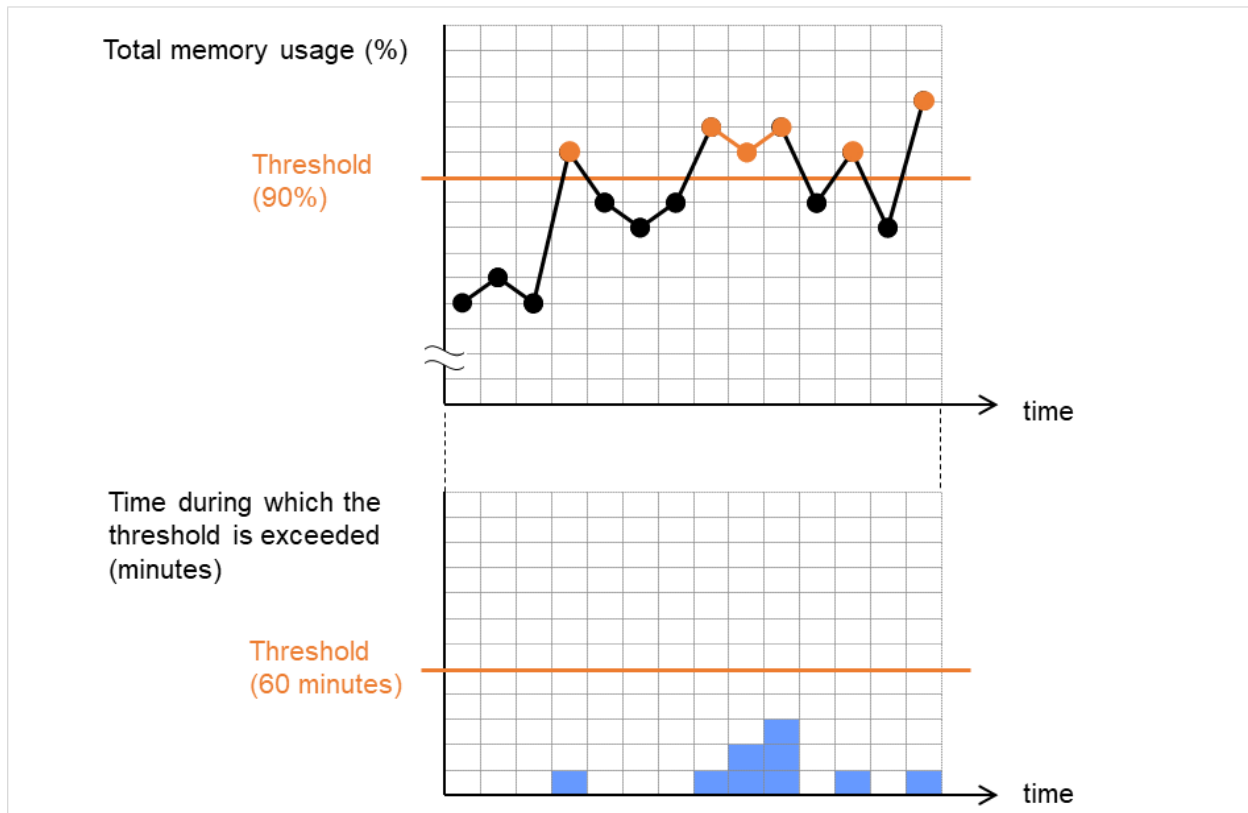 Total memory usage (%)
Threshold
(90%)
time
Time during which the
threshold is exceeded
(minutes)
Threshold
(60 minutes)
time